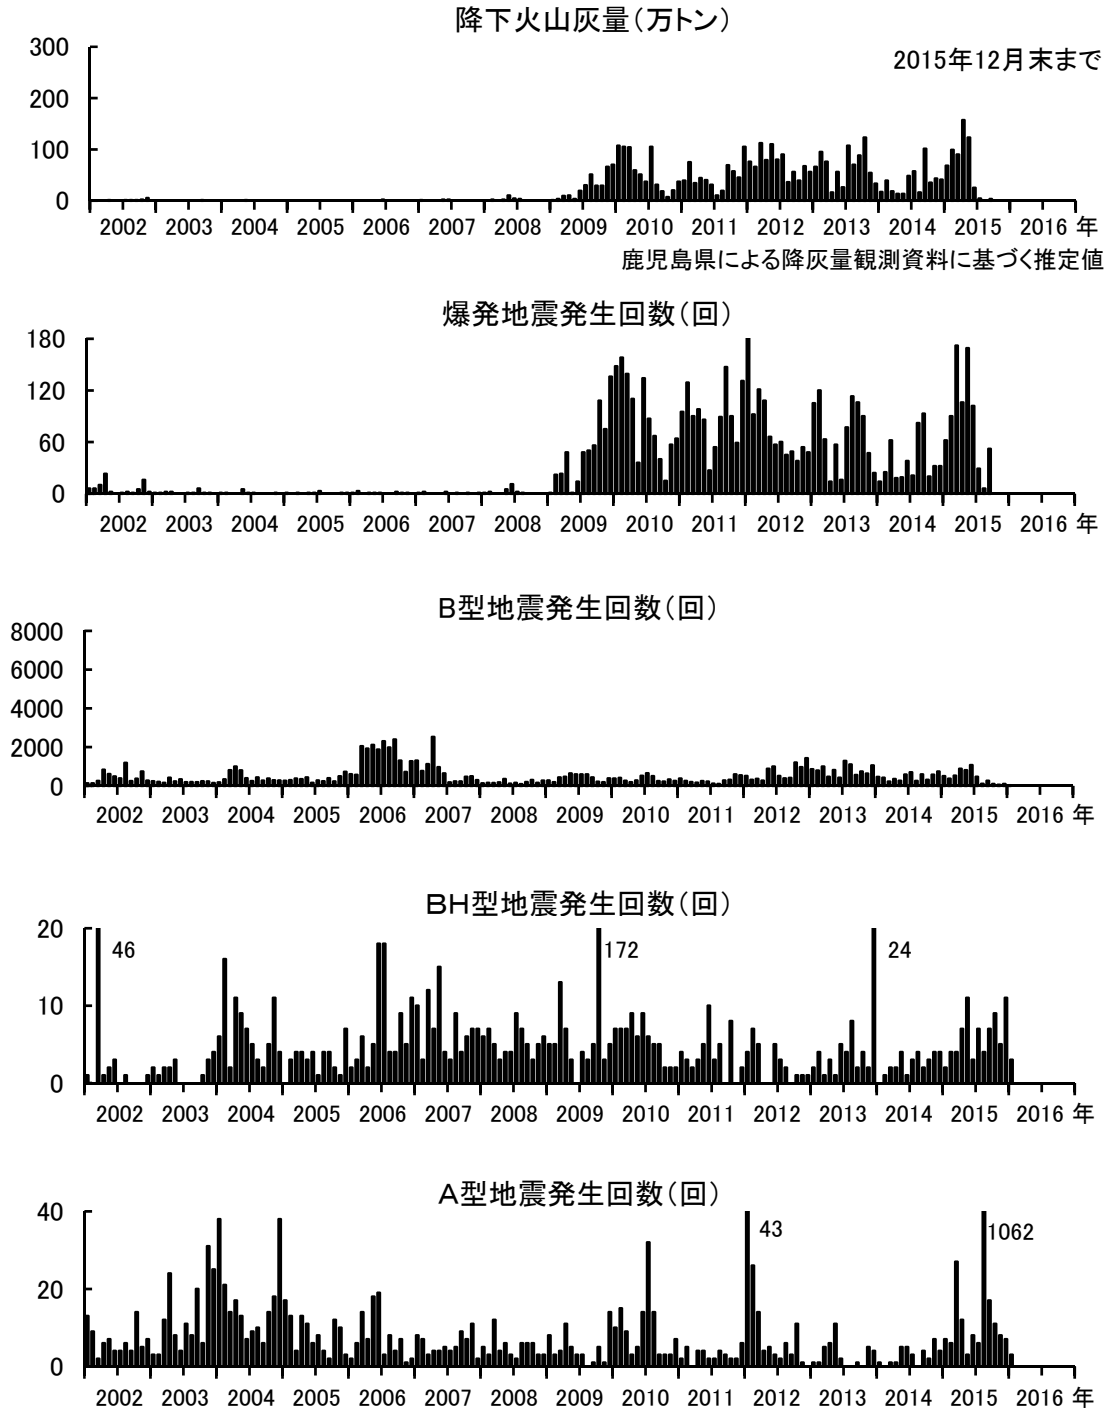 降下火山灰量（万トン）
300
2015年12月末まで
200
100
0
2002 2003 2004 2005 2006 2007 2008 2009 2010 2011 2012 2013 2014 2015 2016 年
鹿児島県による降灰量観測資料に基づく推定値
爆発地震発生回数（回）
180
120
60
0
2002 2003 2004 2005 2006 2007 2008 2009 2010 2011 2012 2013 2014 2015 2016 年
B型地震発生回数（回）
8000
6000
4000
2000
0
2002 2003 2004 2005 2006 2007 2008 2009 2010 2011 2012 2013 2014 2015 2016 年
ＢＨ型地震発生回数（回）
20
46 172 24
10
0
2002 2003 2004 2005 2006 2007 2008 2009 2010 2011 2012 2013 2014 2015 2016 年
Ａ型地震発生回数（回）
40
43 1062
20
0
2002 2003 2004 2005 2006 2007 2008 2009 2010 2011 2012 2013 2014 2015 2016 年